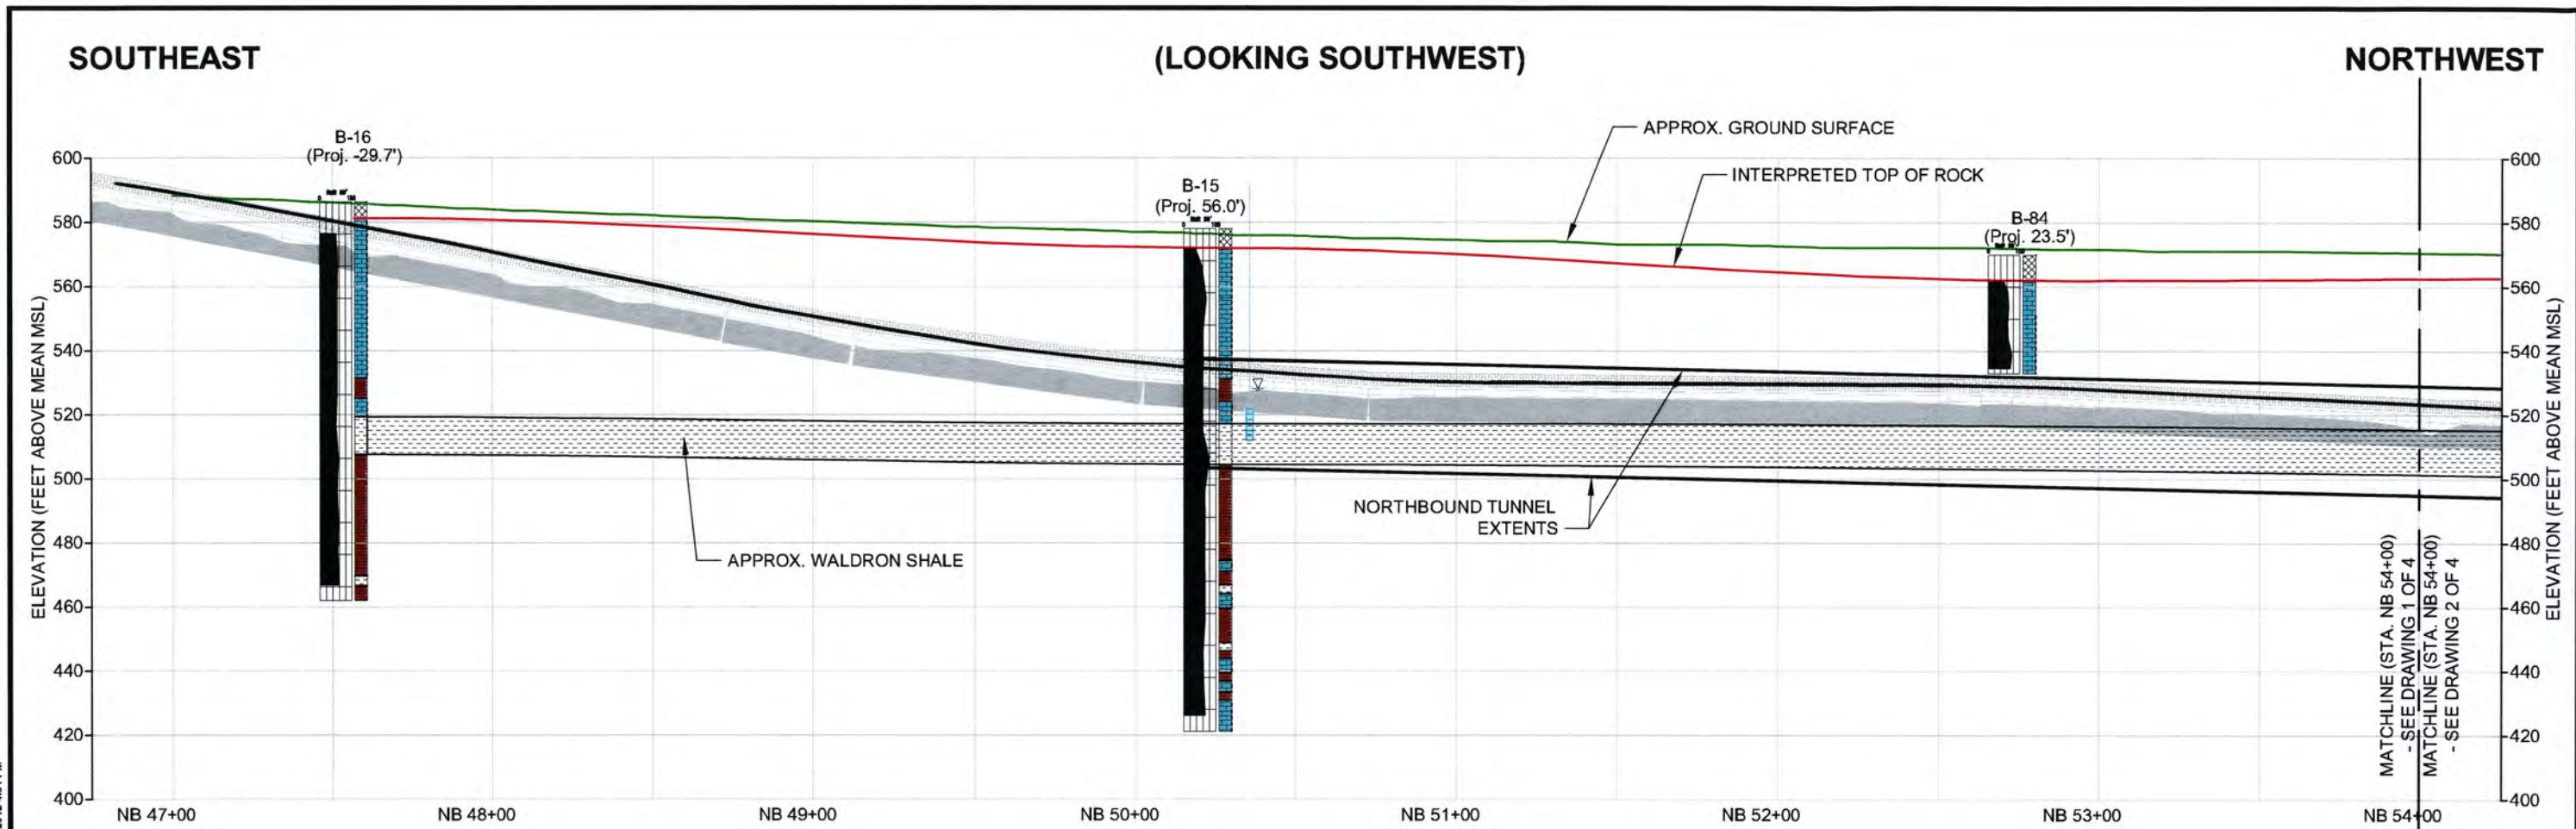 SOUTHEAST
(LOOKING SOUTHWEST)
NORTHWEST
B-16
(Proj. -29.7')
B-15
(Proj. 56.0')
B-84
(Proj. 23.5')
APPROX. GROUND SURFACE
INTERPRETED TOP OF ROCK
NORTHBOUND TUNNEL
EXTENTS
APPROX. WALDRON SHALE
ELEVATION (FEET ABOVE MEAN MSL)
600
580
560
540
520
500
480
460
440
420
400
600
580
560
540
520
500
480
460
440
420
400
ELEVATION (FEET ABOVE MEAN MSL)
MATCHLINE (STA. NB 54+00)
- SEE DRAWING 1 OF 4
MATCHLINE (STA. NB 54+00)
- SEE DRAWING 2 OF 4
NB 47+00
NB 48+00
NB 49+00
NB 50+00
NB 51+00
NB 52+00
NB 53+00
NB 54+00